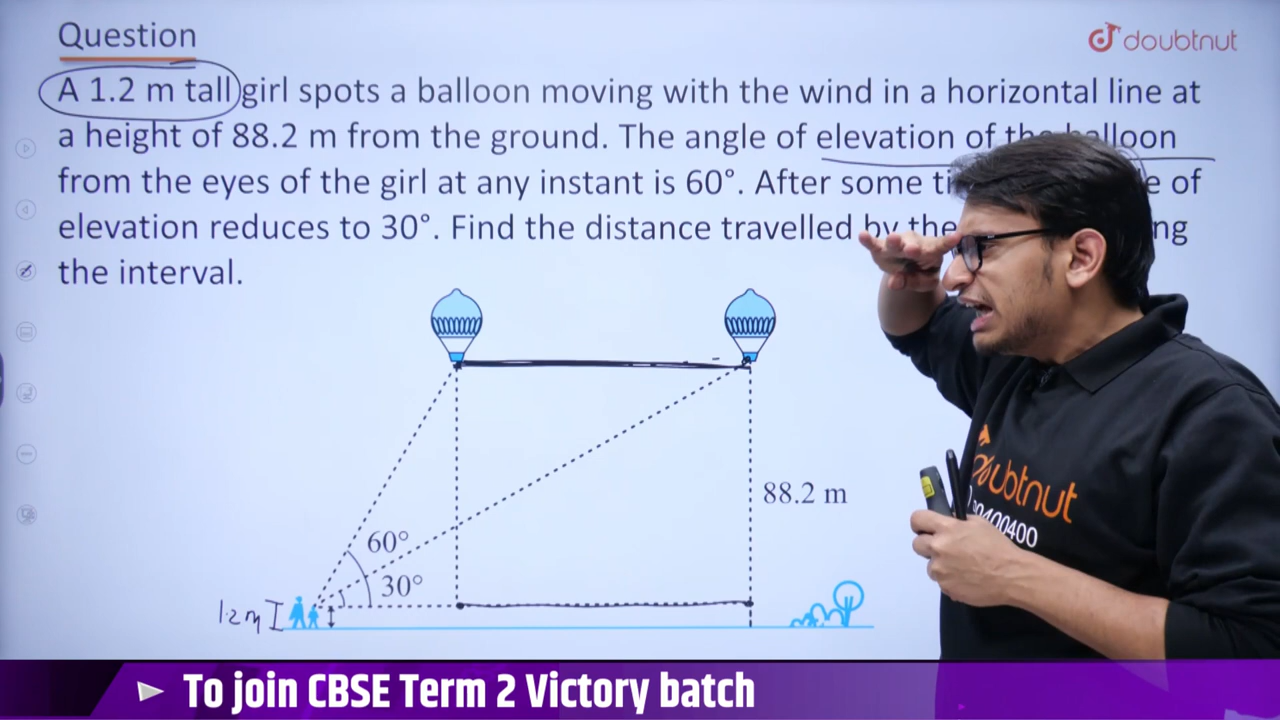 Question
doubtnut
A 1.2 m tall girl spots a balloon moving with the wind in a horizontal line at
a height of 88.2 m from the ground. The angle of elevation of the balloon
from the eyes of the girl at any instant is 60°. After some of
elevation reduces to 30°. Find the distance travelled by the
the interval.
88.2 m
60°
30°
1.2 m
doubtnut
00400400
To join CBSE Term 2 Victory batch